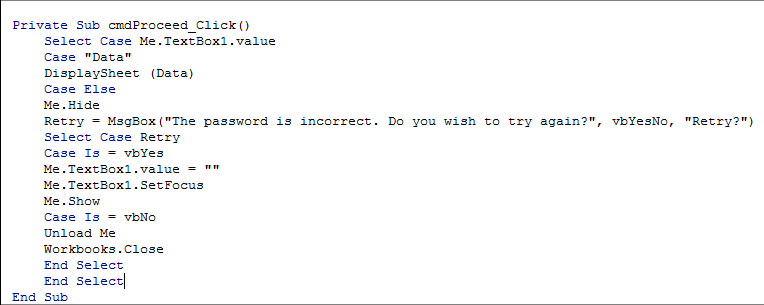 Private Sub cmdProceed_Click()
Select Case Me.TextBox1.value
Case "Data"
DisplaySheet (Data)
Case Else
Me.Hide
Retry = MsgBox("The password is incorrect. Do you wish to try again?", vbYesNo, "Retry?")
Select Case Retry
Case Is = vbYes
Me.TextBox1.value = ""
Me.TextBox1.SetFocus
Me.Show
Case Is = vbNo
Unload Me
Workbooks.Close
End Select
End Select
End Sub